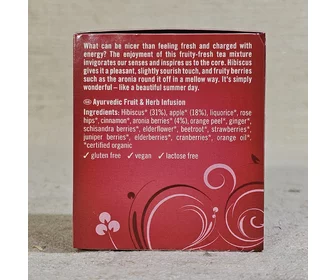 What can be nicer than feeling fresh and charged with
energy? The enjoyment of this fruity-fresh tea mixture
invigorates our senses and inspires us to the core. Hibiscus
gives it a pleasant, slightly sourish touch, and fruity berries
such as the aronia round it off in a mellow way. It's simply
wonderful – like a beautiful summer day.
Ayurvedic Fruit & Herb Infusion
Ingredients: Hibiscus* (31%), apple* (18%), liquorice*, rose
hips*, cinnamon*, aronia berries* (4%), orange peel*, ginger*,
schisandra berries*, elderflower*, beetroot*, strawberries*,
juniper berries*, elderberries*, cranberries*, orange oil*.
*certified organic
✓ gluten free ✓ vegan ✓ lactose free